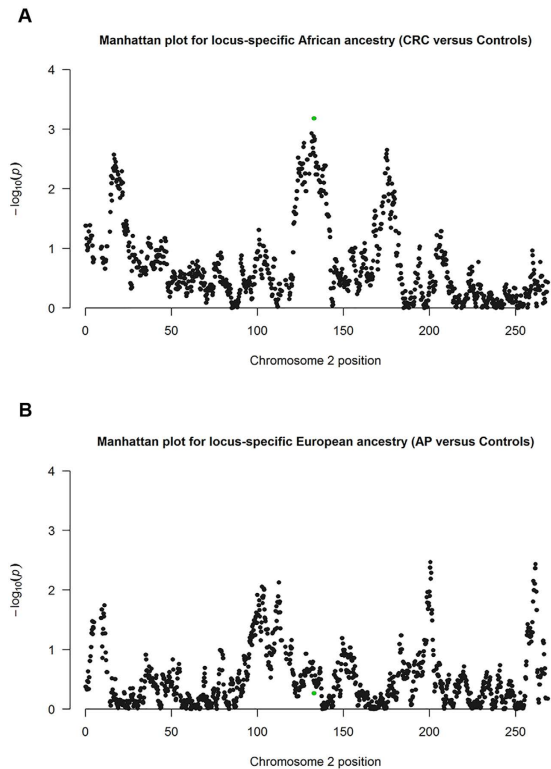 A
Manhattan plot for locus-specific African ancestry (CRC versus Controls)
4
3
2
1
0
−log10(p)
0 50 100 150 200 250
Chromosome 2 position
B
Manhattan plot for locus-specific European ancestry (AP versus Controls)
4
3
2
1
0
−log10(p)
0 50 100 150 200 250
Chromosome 2 position